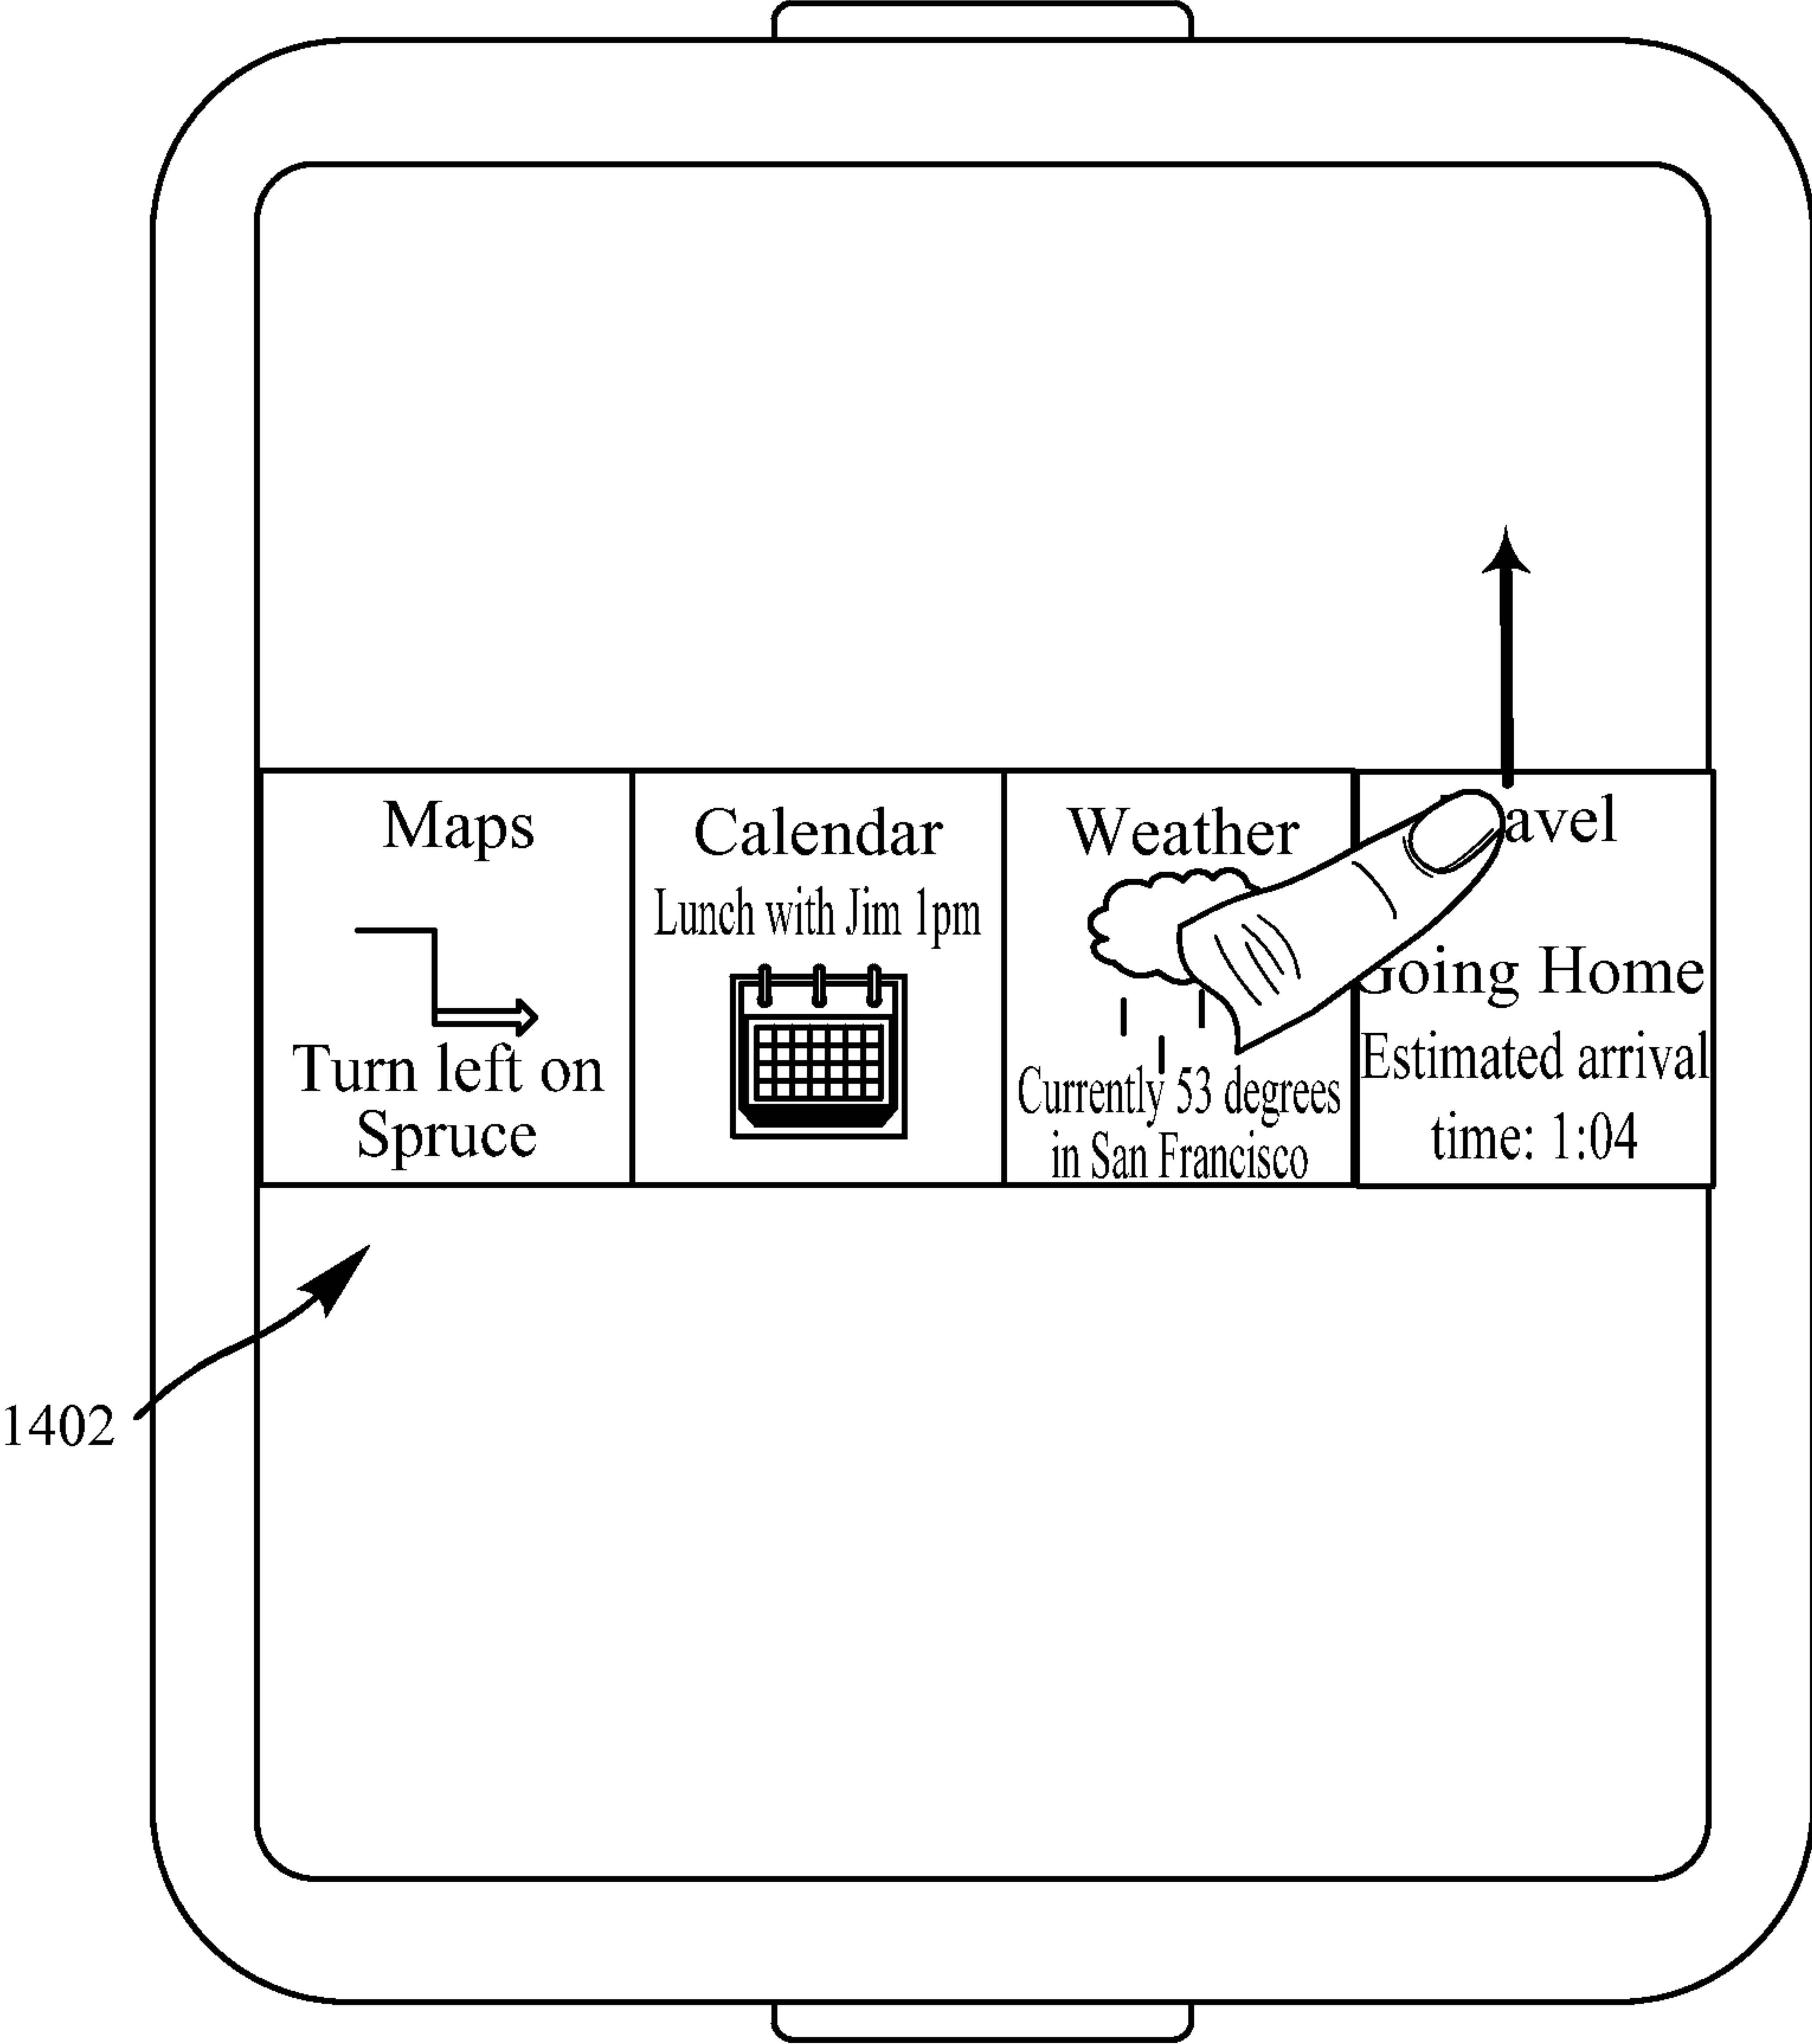 Maps
Turn left on
Spruce
Calendar
Lunch with Jim 1pm
Weather
Currently 53 degrees
in San Francisco
avel
Going Home
Estimated arrival
time: 1:04
1402